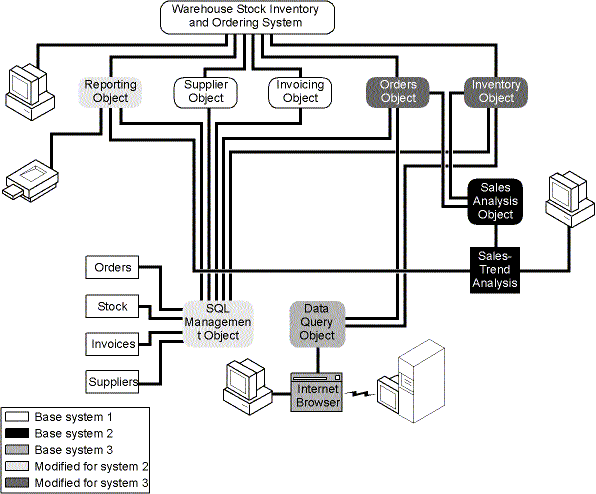 Warehouse Stock Inventory
and Ordering System
Reporting
Object
Supplier
Object
Invoicing
Object
Orders
Object
Inventory
Object
Sales
Analysis
Object
Sales-
Trend
Analysis
Orders
Stock
Invoices
Suppliers
SQL
Managemen
t Object
Data
Query
Object
Internet
Browser
Base system 1
Base system 2
Base system 3
Modified for system 2
Modified for system 3